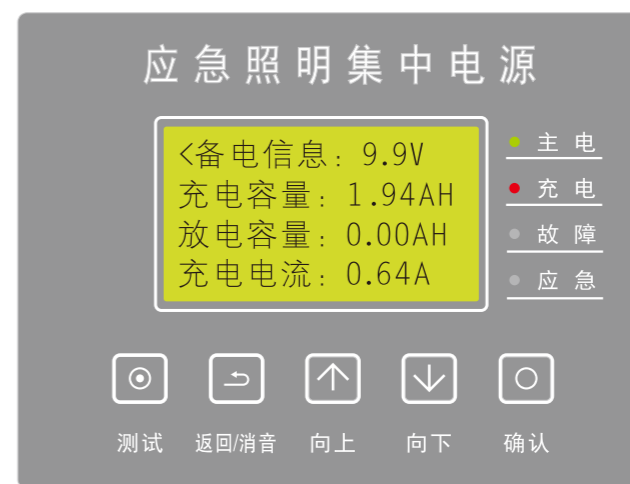 应急照明集中电源
<备电信息: 9.9V
充电容量: 1.94AH
放电容量: 0.00AH
充电电流: 0.64A
主电
充电
故障
应急
测试 返回/消音 向上 向下 确认